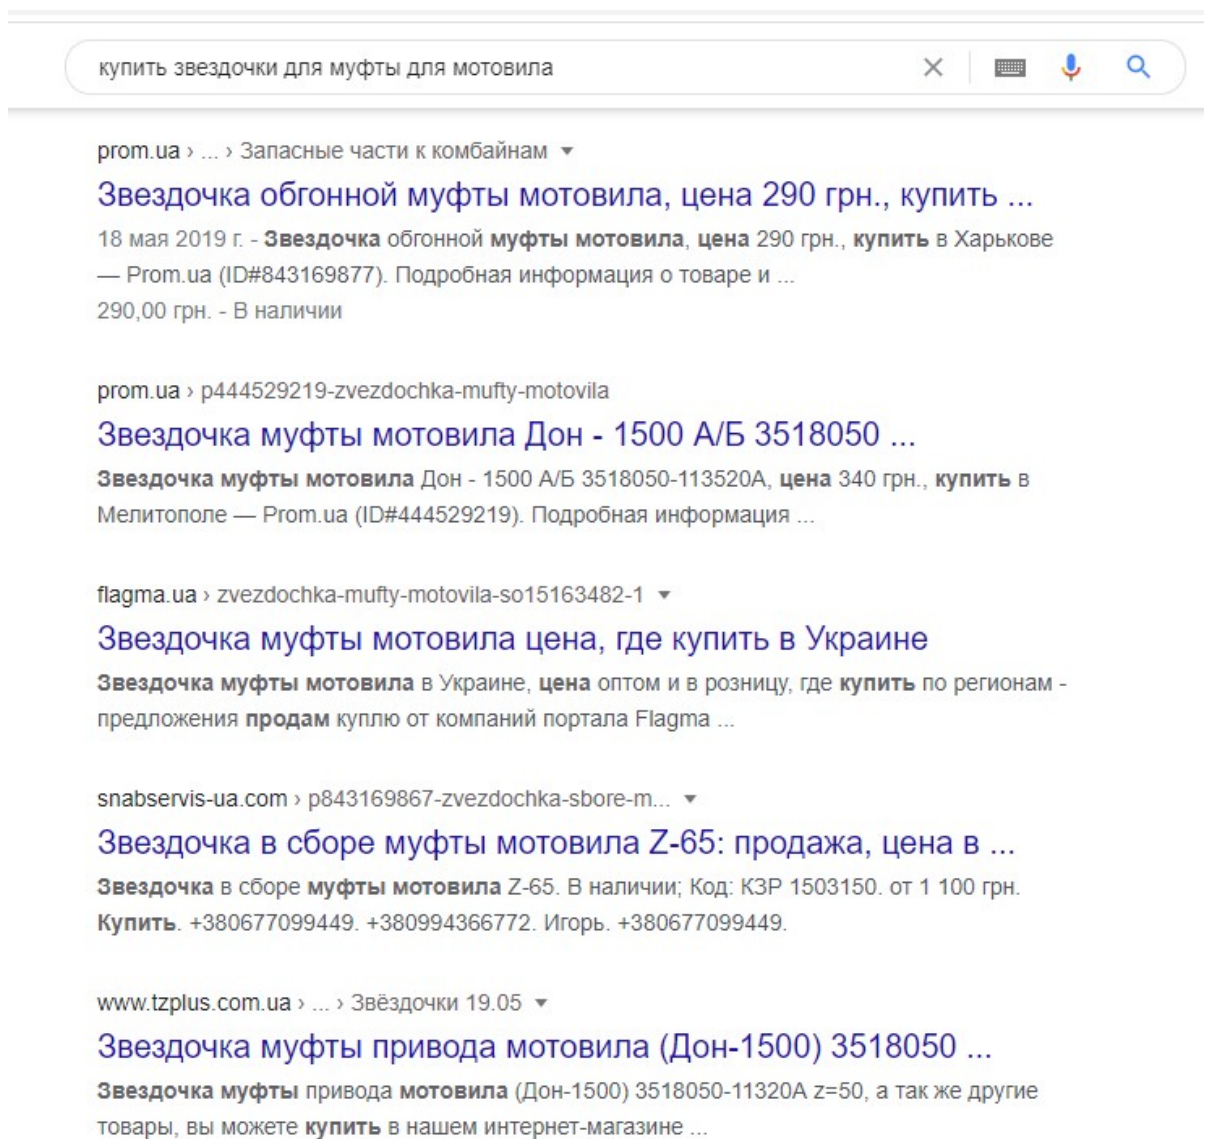 купить звездочки для муфты для мотовила
prom.ua › ... › Запасные части к комбайнам
Звездочка обгонной муфты мотовила, цена 290 грн., купить ...
18 мая 2019 г. - Звездочка обгонной муфты мотовила, цена 290 грн., купить в Харькове
— Prom.ua (ID#843169877). Подробная информация о товаре и ...
290,00 грн. - В наличии
prom.ua › p444529219-zvezdochka-mufty-motovila
Звездочка муфты мотовила Дон - 1500 А/Б 3518050 ...
Звездочка муфты мотовила Дон - 1500 А/Б 3518050-113520А, цена 340 грн., купить в
Мелитополе — Prom.ua (ID#444529219). Подробная информация ...
flagma.ua › zvezdochka-mufty-motovila-so15163482-1
Звездочка муфты мотовила цена, где купить в Украине
Звездочка муфты мотовила в Украине, цена оптом и в розницу, где купить по регионам -
предложения продам куплю от компаний портала Flagma ...
snabservis-ua.com › p843169867-zvezdochka-sbore-m...
Звездочка в сборе муфты мотовила Z-65: продажа, цена в ...
Звездочка в сборе муфты мотовила Z-65. В наличии; Код: КЗР 1503150. от 1 100 грн.
Купить. +380677099449. +380994366772. Игорь. +380677099449.
www.tzplus.com.ua › ... › Звёздочки 19.05
Звездочка муфты привода мотовила (Дон-1500) 3518050 ...
Звездочка муфты привода мотовила (Дон-1500) 3518050-11320А z=50, а так же другие
товары, вы можете купить в нашем интернет-магазине ...